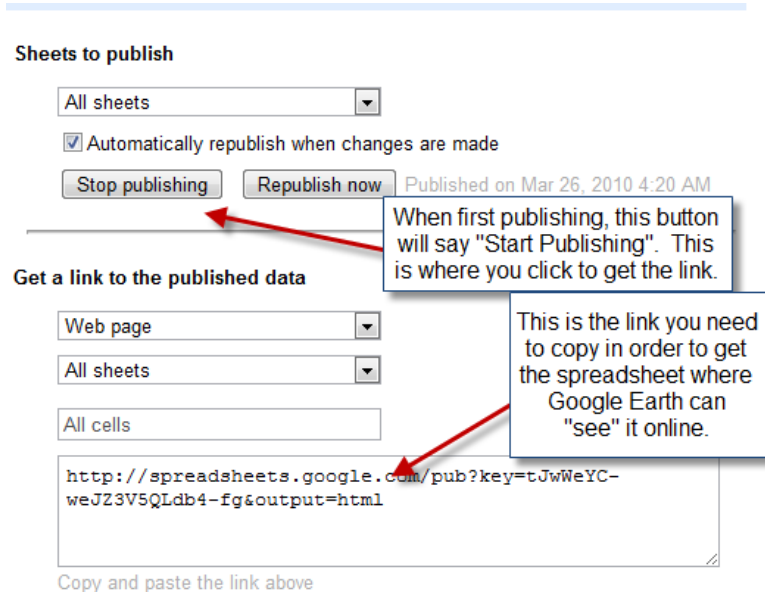 Sheets to publish
All sheets
Automatically republish when changes are made
Stop publishing Republish now Published on Mar 26, 2010 4:20 AM
When first publishing, this button
will say "Start Publishing". This
is where you click to get the link.
Get a link to the published data
Web page
All sheets
All cells
This is the link you need
to copy in order to get
the spreadsheet where
Google Earth can
"see" it online.
http://spreadsheets.google.com/pub?key=tJwWeYC-
weJZ3V5QLdb4-fg&output=html
Copy and paste the link above